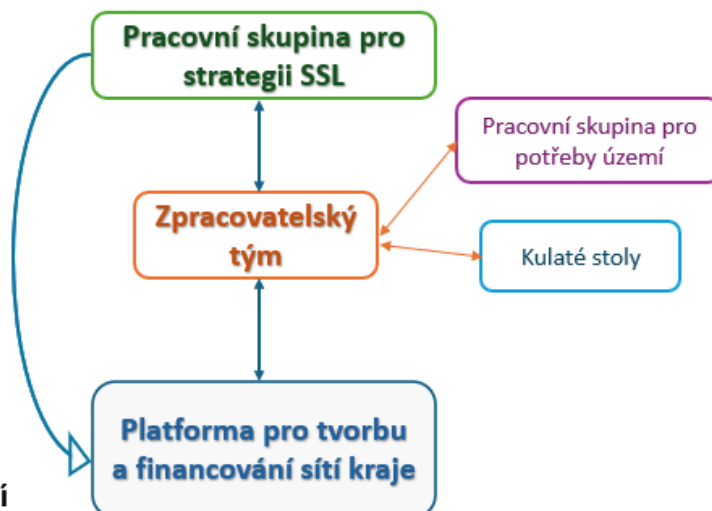 Pracovní skupina pro
strategii SSL
Pracovní skupina pro
potřeby území
Zpracovatelský
tým
Kulaté stoly
Platforma pro tvorbu
a financování sítí kraje
í